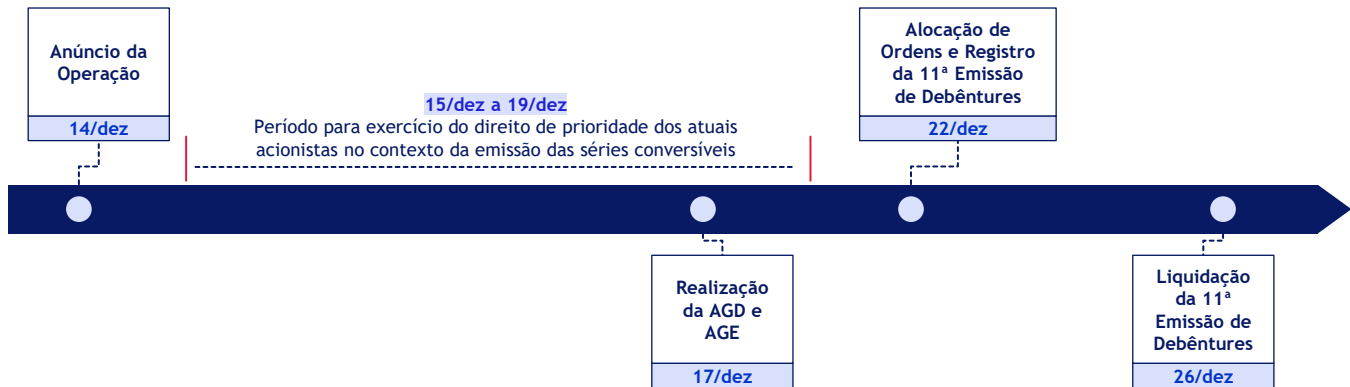 Anúncio da
Operação
14/dez
15/dez a 19/dez
Período para exercício do direito de prioridade dos atuais
acionistas no contexto da emissão das séries conversíveis
Alocação de
Ordens e Registro
da 11ª Emissão
de Debêntures
22/dez
Realização
da AGD e
AGE
17/dez
Liquidação
da 11ª
Emissão de
Debêntures
26/dez